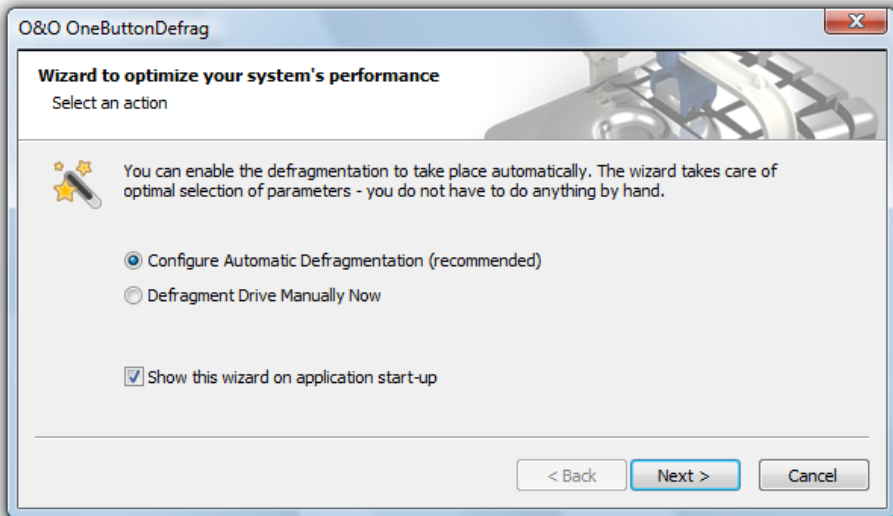 O&O OneButtonDefrag
Wizard to optimize your system's performance
Select an action
You can enable the defragmentation to take place automatically. The wizard takes care of
optimal selection of parameters - you do not have to do anything by hand.
Configure Automatic Defragmentation (recommended)
Defragment Drive Manually Now
Show this wizard on application start-up
< Back Next > Cancel